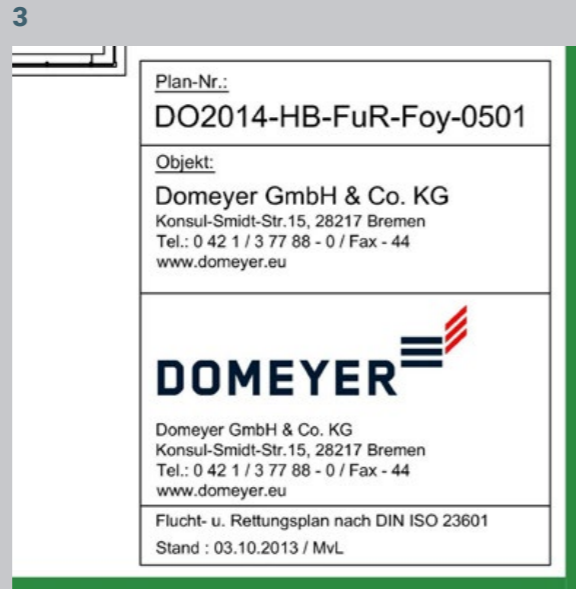 3
Plan-Nr.:
DO2014-HB-FuR-Foy-0501
Objekt:
Domeyer GmbH & Co. KG
Konsul-Smidt-Str.15, 28217 Bremen
Tel.: 0 42 1 / 3 77 88 - 0 / Fax - 44
www.domeyer.eu
DOMEYER
Domeyer GmbH & Co. KG
Konsul-Smidt-Str.15, 28217 Bremen
Tel.: 0 42 1 / 3 77 88 - 0 / Fax - 44
www.domeyer.eu
Flucht- u. Rettungsplan nach DIN ISO 23601
Stand : 03.10.2013 / MvL